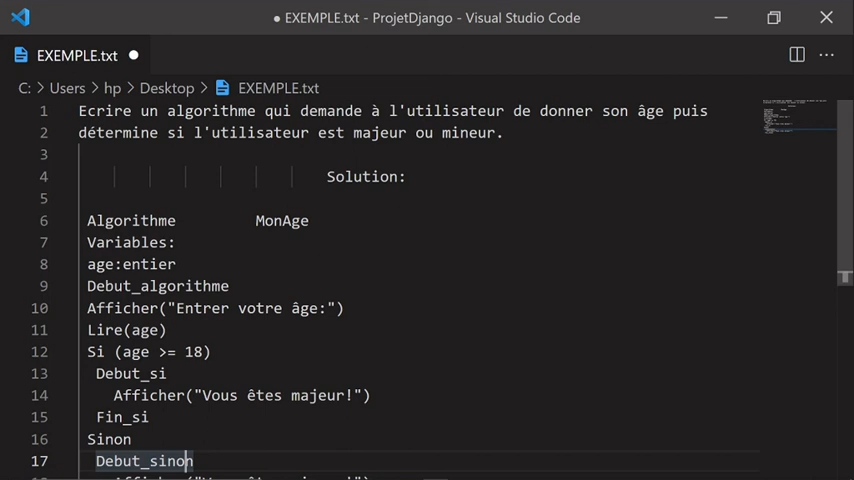 EXEMPLE.txt - ProjetDjango - Visual Studio Code
EXEMPLE.txt
C: > Users > hp > Desktop > EXEMPLE.txt
1 Ecrire un algorithme qui demande à l'utilisateur de donner son âge puis
2 détermine si l'utilisateur est majeur ou mineur.
3
4 Solution:
5
6 Algorithme MonAge
7 Variables:
8 age:entier
9 Debut_algorithme
10 Afficher("Entrer votre âge:")
11 Lire(age)
12 Si (age >= 18)
13 Debut_si
14 Afficher("Vous êtes majeur!")
15 Fin_si
16 Sinon
17 Debut_sinon